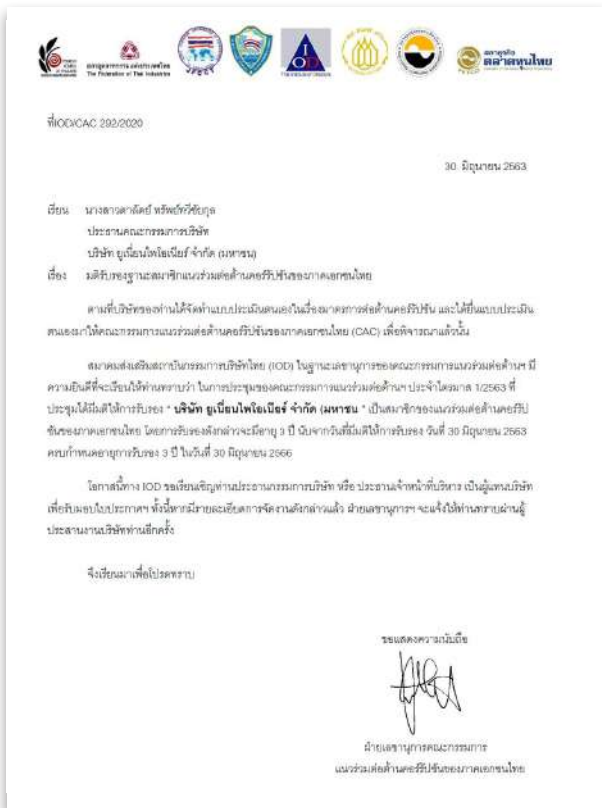 สภาอุตสาหกรรมแห่งประเทศไทย
The Federation of Thai Industries
JFCCT
IOD
สภาธุรกิจ
ตลาดทุนไทย
ที่IOD/CAC 292/2020
30 มิถุนายน 2563
เรียน นางสาวดาลัดย์ ทรัพย์ทวีชัยกุล
ประธานคณะกรรมการบริษัท
บริษัท ยูเนี่ยนไพโอเนียร์ จำกัด (มหาชน)
เรื่อง มติรับรองฐานะสมาชิกแนวร่วมต่อต้านคอร์รัปชันของภาคเอกชนไทย
ตามที่บริษัทของท่านได้จัดทำแบบประเมินตนเองในเรื่องมาตรการต่อต้านคอร์รัปชัน และได้ยื่นแบบประเมิน
ตนเองมาให้คณะกรรมการแนวร่วมต่อต้านคอร์รัปชันของภาคเอกชนไทย (CAC) เพื่อพิจารณาแล้วนั้น
สมาคมส่งเสริมสถาบันกรรมการบริษัทไทย (IOD) ในฐานะเลขานุการของคณะกรรมการแนวร่วมต่อต้านฯ มี
ความยินดีที่จะเรียนให้ท่านทราบว่า ในการประชุมของคณะกรรมการแนวร่วมต่อต้านฯ ประจำไตรมาส 1/2563 ที่
ประชุมได้มีมติให้การรับรอง " บริษัท ยูเนี่ยนไพโอเนียร์ จำกัด (มหาชน " เป็นสมาชิกของแนวร่วมต่อต้านคอร์รัป
ชันของภาคเอกชนไทย โดยการรับรองดังกล่าวจะมีอายุ 3 ปี นับจากวันที่มีมติให้การรับรอง วันที่ 30 มิถุนายน 2563
ครบกำหนดอายุการรับรอง 3 ปี ในวันที่ 30 มิถุนายน 2566
โอกาสนี้ทาง IOD ขอเรียนเชิญท่านประธานกรรมการบริษัท หรือ ประธานเจ้าหน้าที่บริหาร เป็นผู้แทนบริษัท
เพื่อรับมอบใบประกาศฯ ทั้งนี้หากมีรายละเอียดการจัดงานดังกล่าวแล้ว ฝ่ายเลขานุการฯ จะแจ้งให้ท่านทราบผ่านผู้
ประสานงานบริษัทท่านอีกครั้ง
จึงเรียนมาเพื่อโปรดทราบ
ขอแสดงความนับถือ
ฝ่ายเลขานุการคณะกรรมการ
แนวร่วมต่อต้านคอร์รัปชันของภาคเอกชนไทย